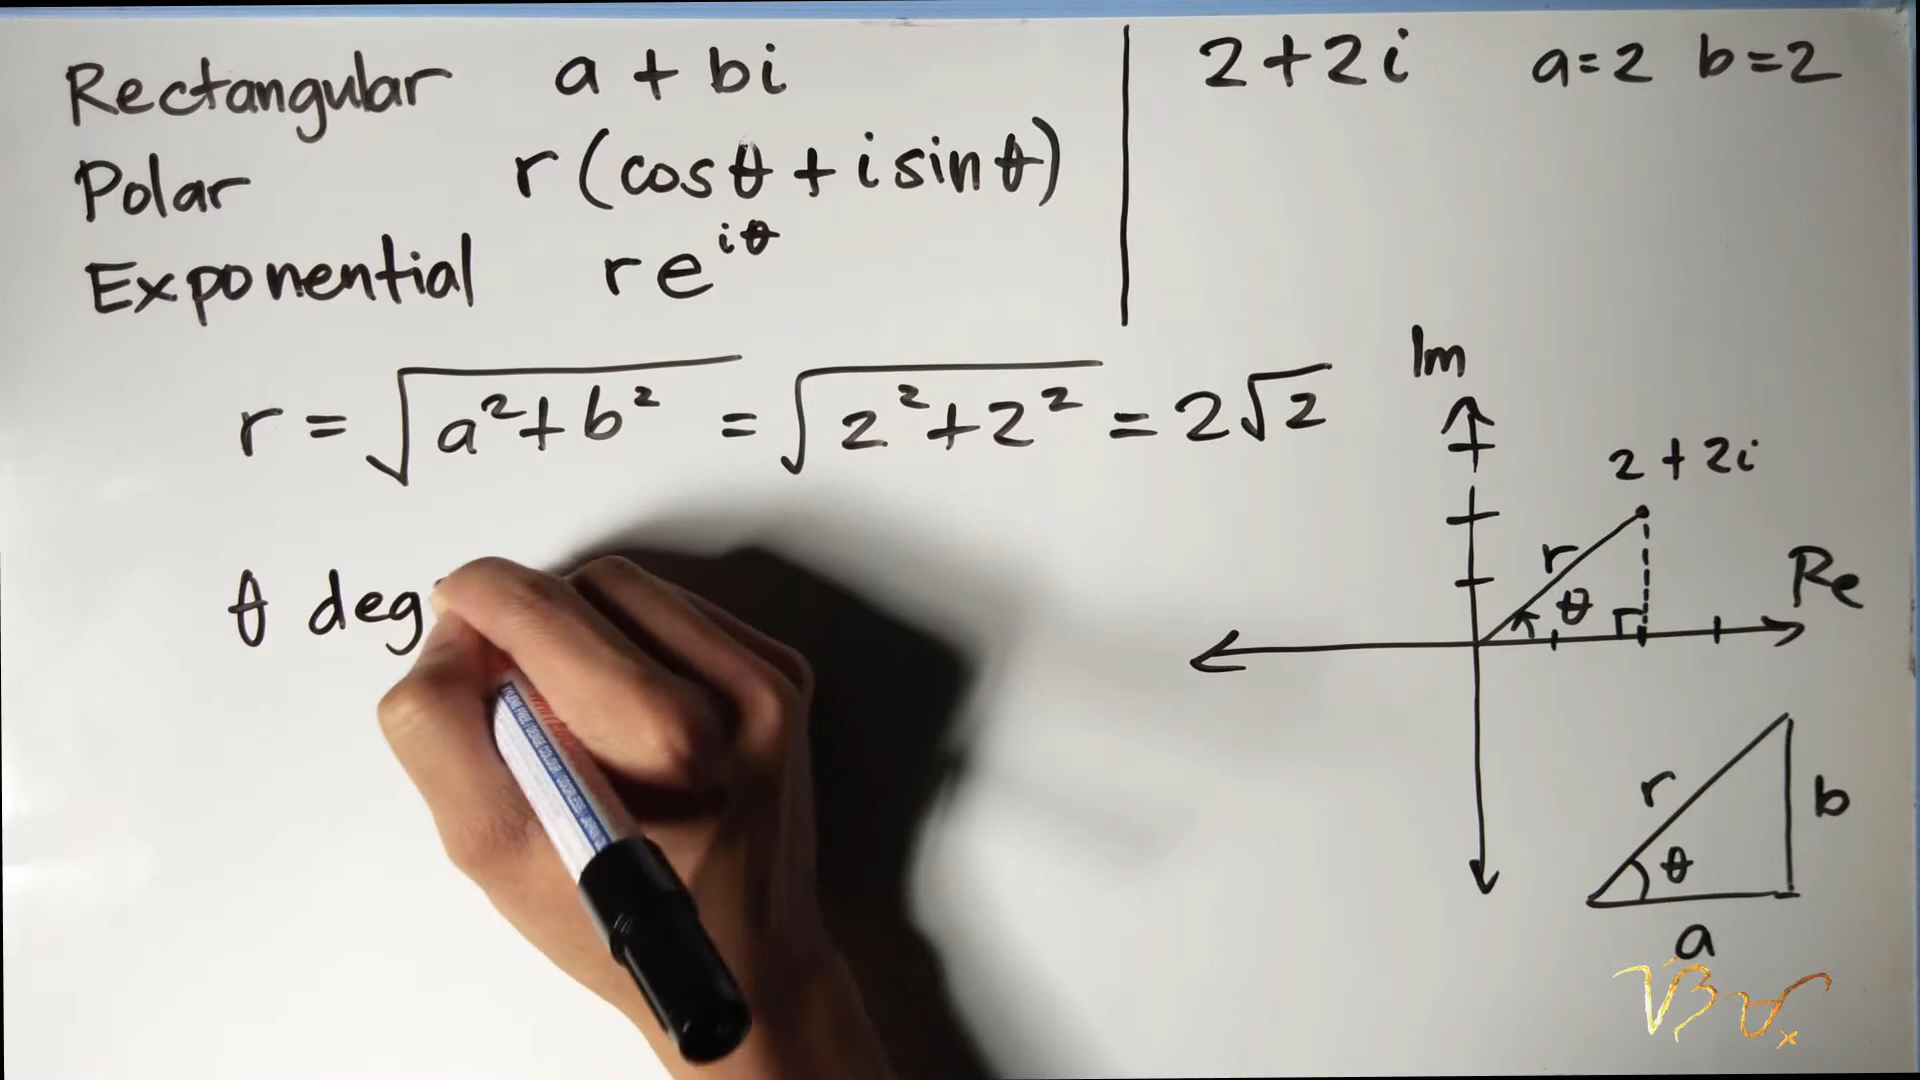 Rectangular a + bi
Polar r (cosθ + i sinθ)
Exponential re^{iθ}
2 + 2i a = 2 b = 2
r = √(a² + b²) = √(2² + 2²) = 2√2
θ deg
Im
2 + 2i
r
θ
Re
r
b
θ
a